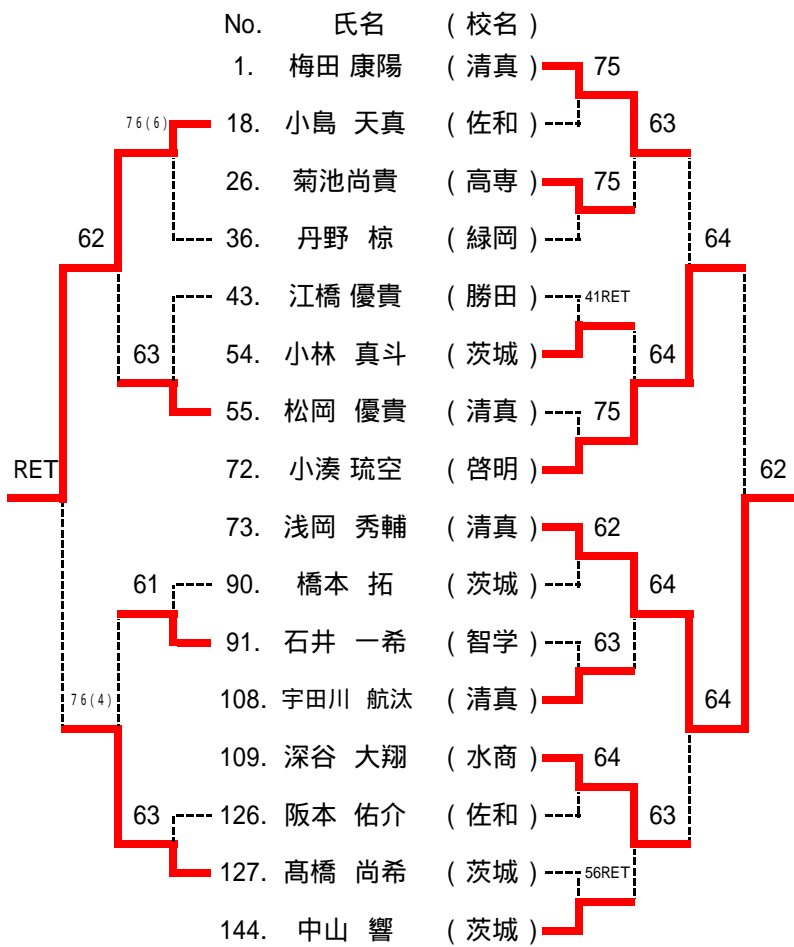 No. 氏名 (校名)
1. 梅田 康陽 (清真) 75
76(6) 18. 小島 天真 (佐和) 63
26. 菊池尚貴 (高専) 75
62 36. 丹野 椋 (緑岡) 64
43. 江橋 優貴 (勝田) 41RET
63 54. 小林 真斗 (茨城) 64
55. 松岡 優貴 (清真) 75
RET 72. 小湊 琉空 (啓明) 62
73. 浅岡 秀輔 (清真) 62
61 90. 橋本 拓 (茨城) 64
91. 石井 一希 (智学) 63
76(4) 108. 宇田川 航汰 (清真) 64
109. 深谷 大翔 (水商) 64
63 126. 阪本 佑介 (佐和) 63
127. 髙橋 尚希 (茨城) 56RET
144. 中山 響 (茨城)